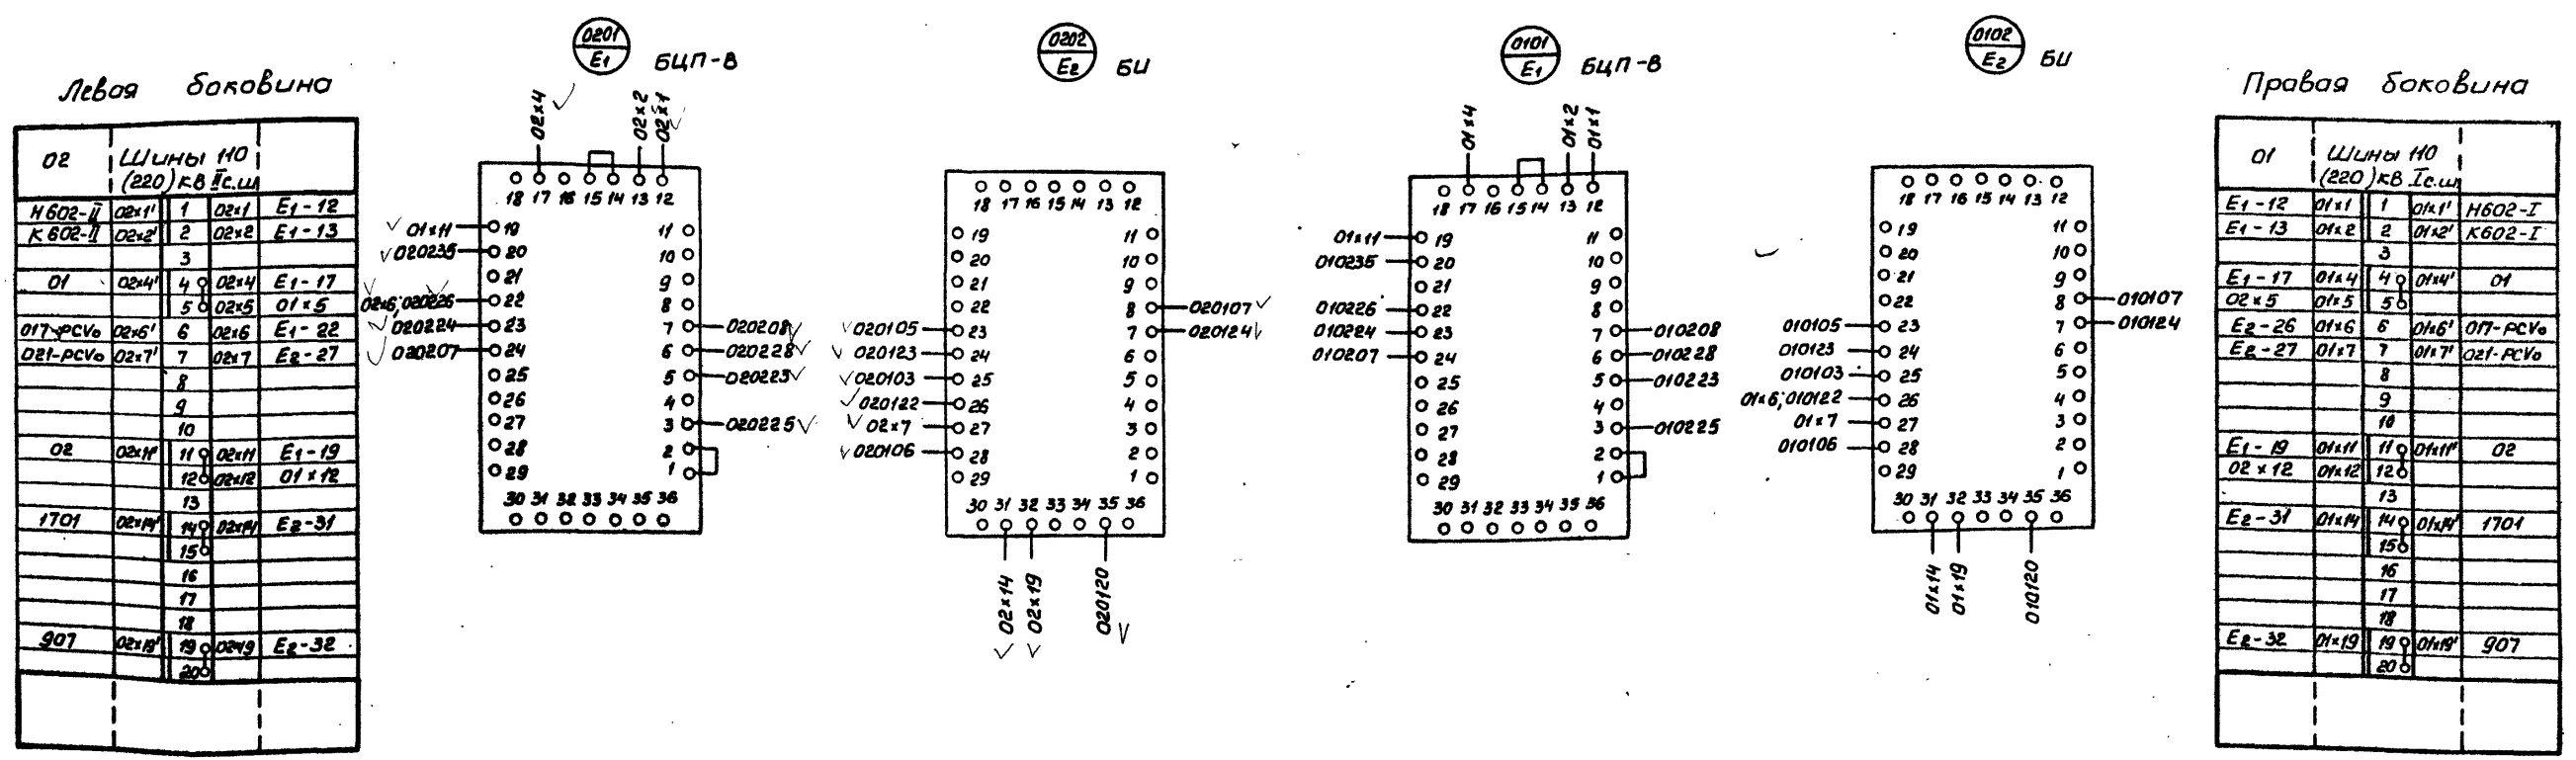 Левая боковина
02 Шины 110
(220) кВ II с.ш
Н602-II 02х1' 1 02х1 Е1-12
К602-II 02х2' 2 02х2 Е1-13
3
01 02х4' 4 02х4 Е1-17
5 02х5 01х5
017-РСVo 02х6' 6 02х6 Е1-22
021-РСVo 02х7' 7 02х7 Е2-27
8
9
10
02 02х11' 11 02х11 Е1-19
12 02х12 01х12
13
1701 02х14' 14 02х14 Е2-31
15
16
17
18
907 02х19' 19 02х19 Е2-32
20
0201
Е1
БЦП-В
02х4 02х2 02х1
18 17 16 15 14 13 12
01х11 19 11
020235 20 10
21 9
02х6; 020226 22 8
020224 23 7 020208
020207 24 6 020228
25 5 020223
26 4
27 3 020225
28 2
29 1
30 31 32 33 34 35 36
0202
Е2
БИ
18 17 16 15 14 13 12
19 11
20 10
21 9
22 8 020107
020105 23 7 020124
020123 24 6
020103 25 5
020122 26 4
02х7 27 3
020106 28 2
29 1
30 31 32 33 34 35 36
02х14 02х19 020120
0101
Е1
БЦП-В
01х4 01х2 01х1
18 17 16 15 14 13 12
01х11 19 11
010235 20 10
21 9
010226 22 8
010224 23 7 010208
010207 24 6 010228
25 5 010223
26 4
27 3 010225
28 2
29 1
30 31 32 33 34 35 36
0102
Е2
БИ
18 17 16 15 14 13 12
19 11
20 10
21 9
22 8 010107
010105 23 7 010124
010123 24 6
010103 25 5
01х6; 010122 26 4
01х7 27 3
010106 28 2
29 1
30 31 32 33 34 35 36
01х14 01х19 010120
Правая боковина
01 Шины 110
(220) кВ I с.ш
Е1-12 01х1 1 01х1' Н602-I
Е1-13 01х2 2 01х2' К602-I
3
Е1-17 01х4 4 01х4' 01
02х5 01х5 5
Е2-26 01х6 6 01х6' 017-РСVo
Е2-27 01х7 7 01х7' 021-РСVo
8
9
10
Е1-19 01х11 11 01х11' 02
02х12 01х12 12
13
Е2-31 01х14 14 01х14' 1701
15
16
17
18
Е2-32 01х19 19 01х19' 907
20